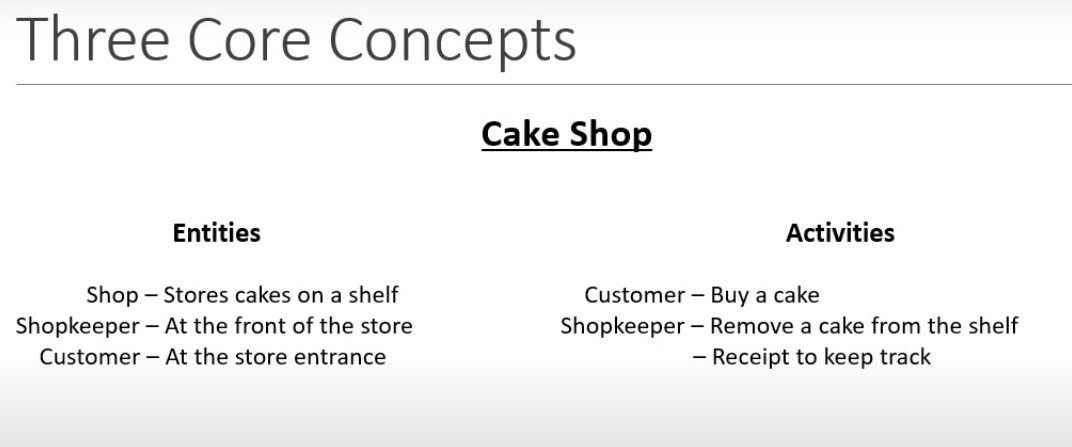 Three Core Concepts
Cake Shop
Entities
Shop – Stores cakes on a shelf
Shopkeeper – At the front of the store
Customer – At the store entrance
Activities
Customer – Buy a cake
Shopkeeper – Remove a cake from the shelf
– Receipt to keep track